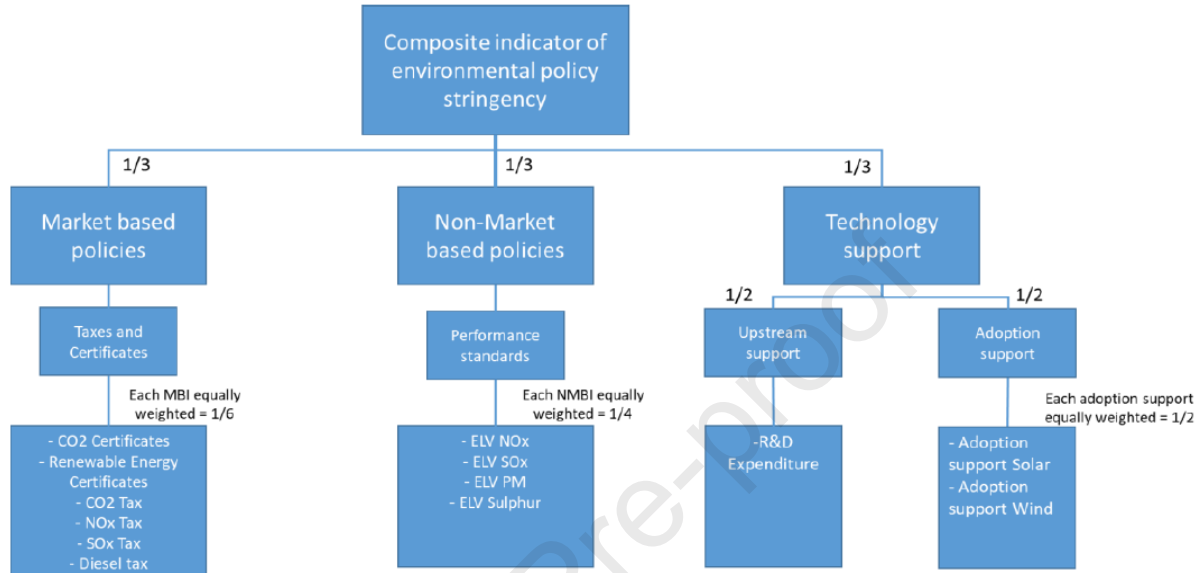 Composite indicator of
environmental policy
stringency
1/3
1/3
1/3
Market based
policies
Non-Market
based policies
Technology
support
1/2
1/2
Taxes and
Certificates
Performance
standards
Upstream
support
Adoption
support
Each MBI equally
weighted = 1/6
Each NMBI equally
weighted = 1/4
Each adoption support
equally weighted = 1/2
- CO2 Certificates
- Renewable Energy
Certificates
- CO2 Tax
- NOx Tax
- SOx Tax
- Diesel tax
- ELV NOx
- ELV SOx
- ELV PM
- ELV Sulphur
-R&D
Expenditure
- Adoption
support Solar
- Adoption
support Wind
Pre-proof